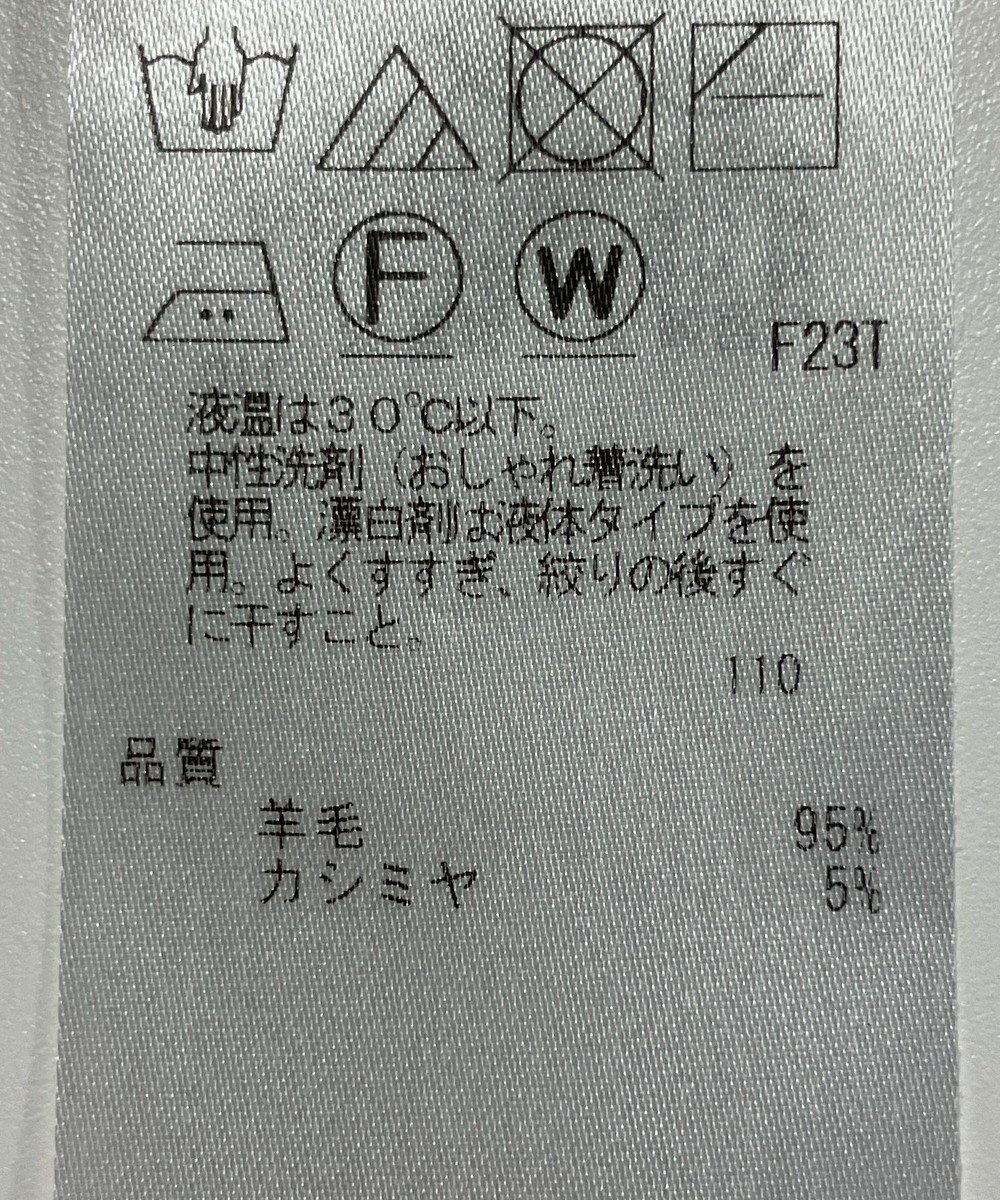 F
W
F23T
液温は30℃以下。
中性洗剤(おしゃれ着洗い)を
使用。漂白剤は液体タイプを使
用。よくすすぎ、絞りの後すぐ
に干すこと。
110
品質
羊毛 95%
カシミヤ 5%